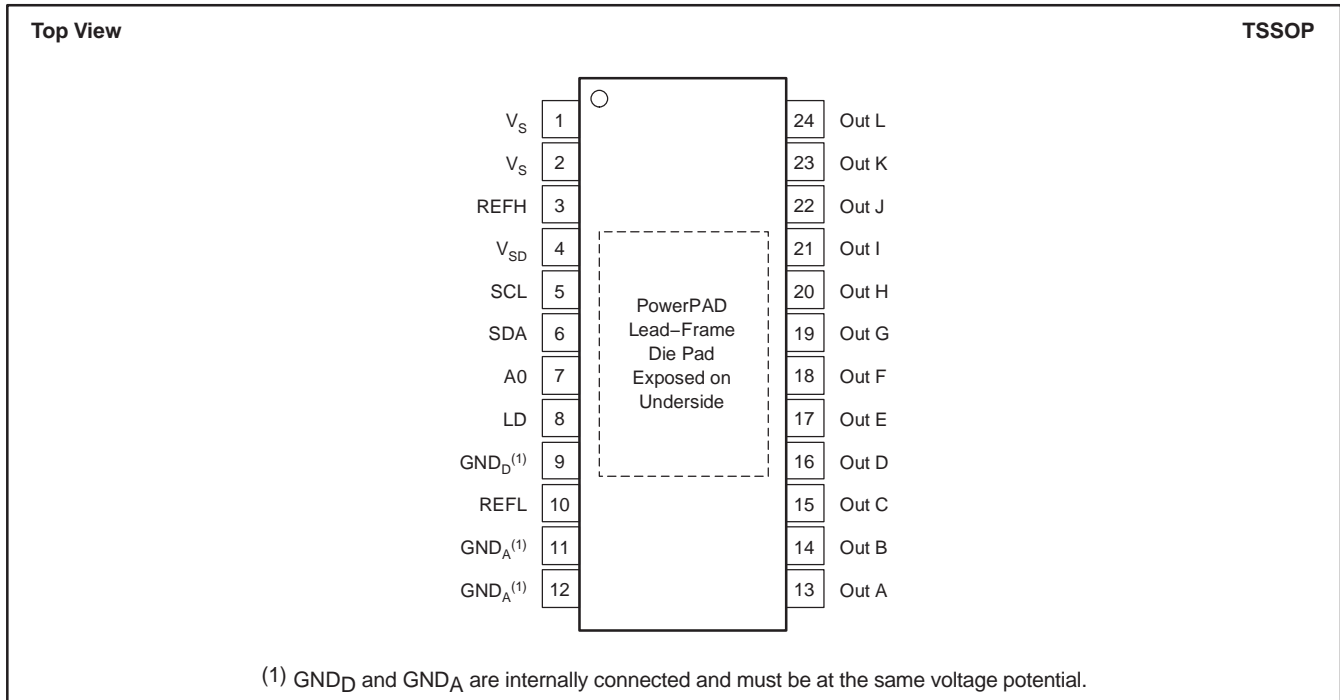 Top View
TSSOP
V_S 1
V_S 2
REFH 3
V_SD 4
SCL 5
SDA 6
A0 7
LD 8
GND_D(1) 9
REFL 10
GND_A(1) 11
GND_A(1) 12
PowerPAD
Lead−Frame
Die Pad
Exposed on
Underside
24 Out L
23 Out K
22 Out J
21 Out I
20 Out H
19 Out G
18 Out F
17 Out E
16 Out D
15 Out C
14 Out B
13 Out A
(1) GND_D and GND_A are internally connected and must be at the same voltage potential.